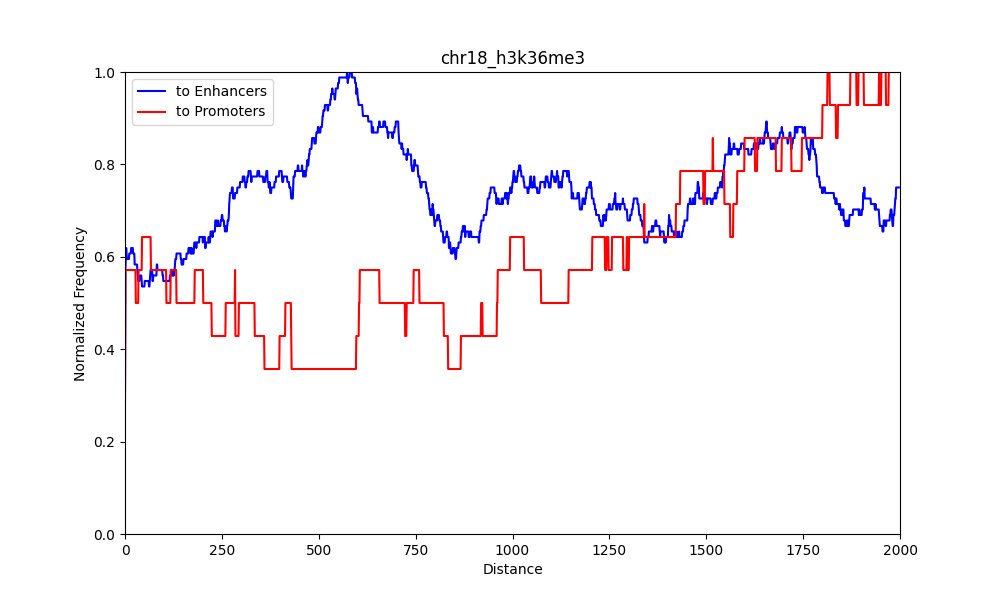 chr18_h3k36me3
to Enhancers
to Promoters
Normalized Frequency
1.0
0.8
0.6
0.4
0.2
0.0
0 250 500 750 1000 1250 1500 1750 2000
Distance